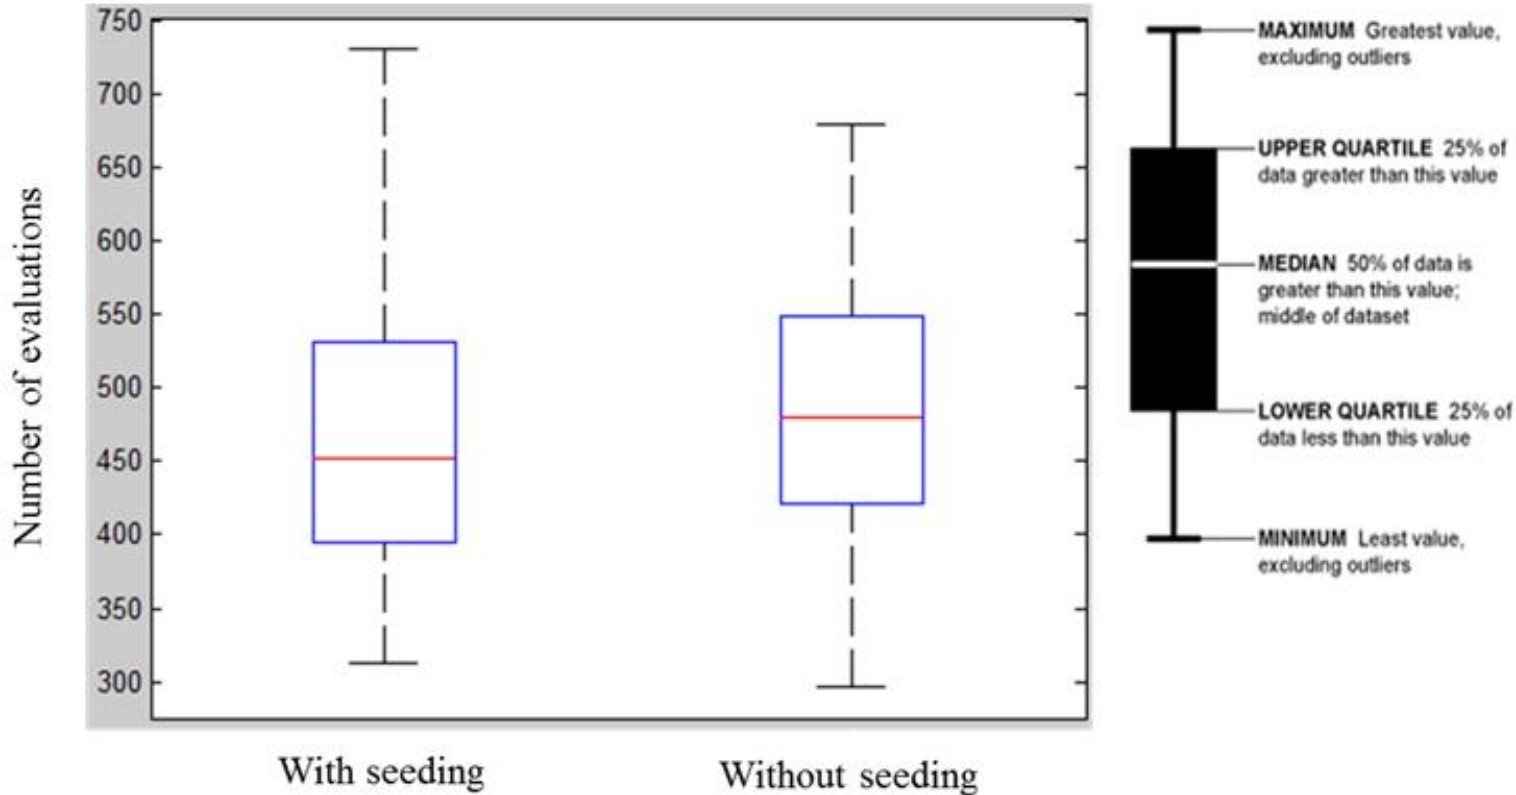 750
700
650
600
550
500
450
400
350
300
Number of evaluations
With seeding
Without seeding
MAXIMUM Greatest value,
excluding outliers
UPPER QUARTILE 25% of
data greater than this value
MEDIAN 50% of data is
greater than this value;
middle of dataset
LOWER QUARTILE 25% of
data less than this value
MINIMUM Least value,
excluding outliers